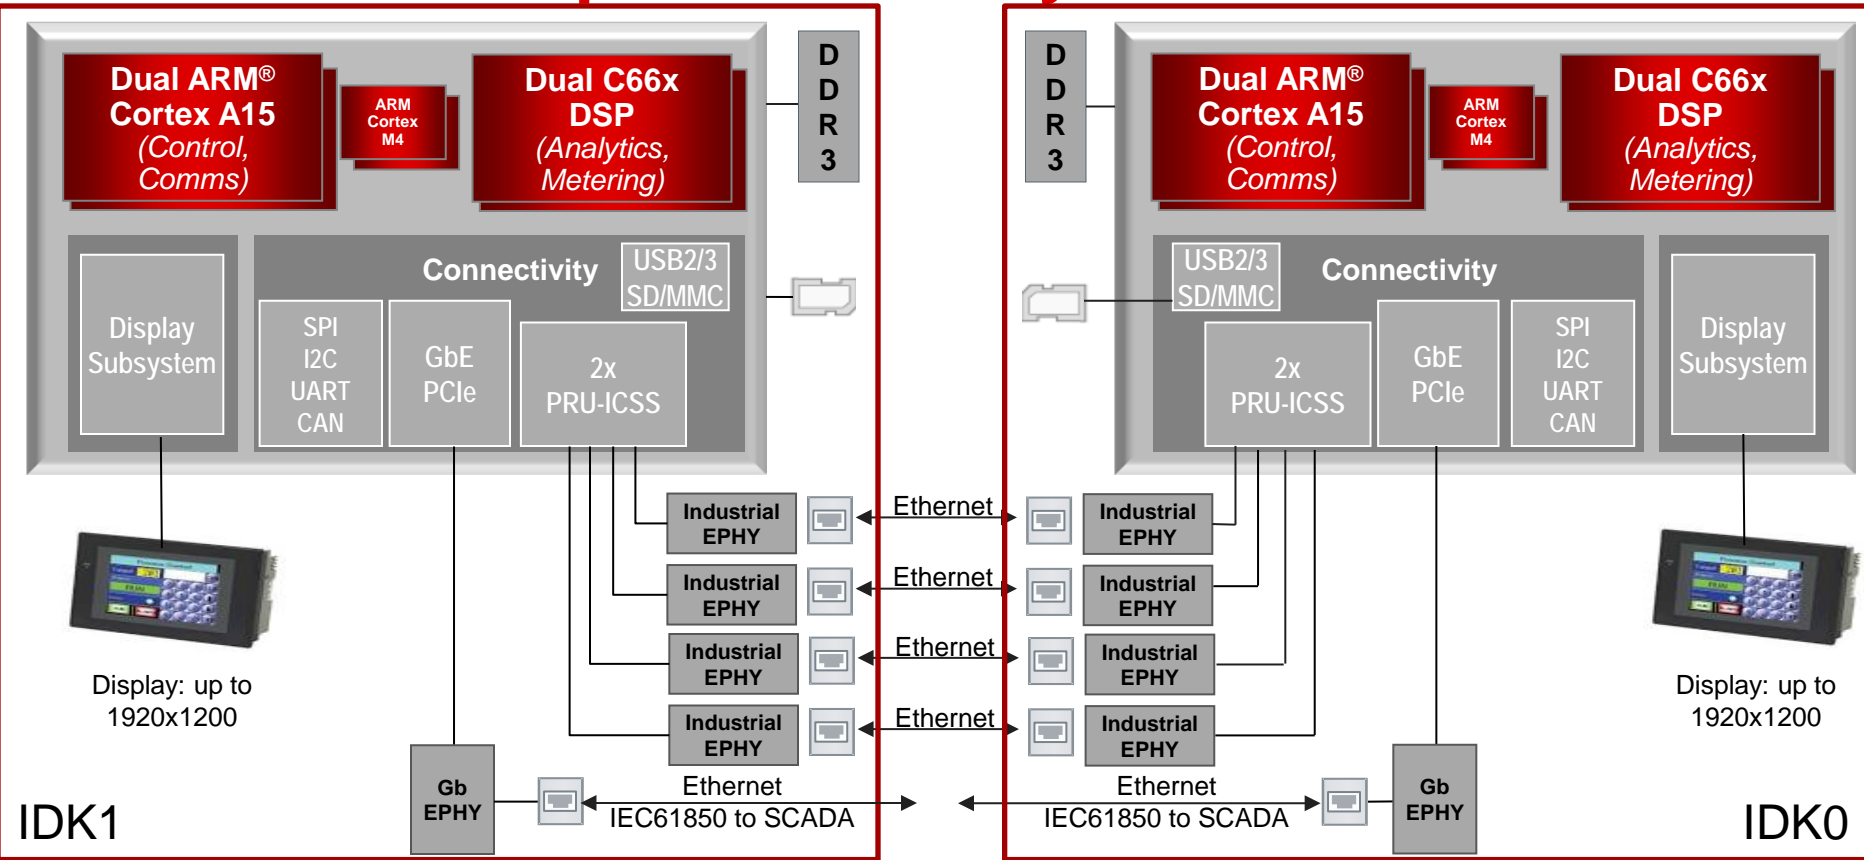 Dual ARM®
Cortex A15
(Control,
Comms)
ARM
Cortex
M4
Dual C66x
DSP
(Analytics,
Metering)
D
D
R
3
Display
Subsystem
Connectivity
USB2/3
SD/MMC
SPI
I2C
UART
CAN
GbE
PCIe
2x
PRU-ICSS
Industrial
EPHY
Industrial
EPHY
Industrial
EPHY
Industrial
EPHY
Display: up to
1920x1200
Gb
EPHY
Ethernet
IEC61850 to SCADA
IDK1
Ethernet
Ethernet
Ethernet
Ethernet
D
D
R
3
Dual ARM®
Cortex A15
(Control,
Comms)
ARM
Cortex
M4
Dual C66x
DSP
(Analytics,
Metering)
USB2/3
SD/MMC
Connectivity
2x
PRU-ICSS
GbE
PCIe
SPI
I2C
UART
CAN
Display
Subsystem
Industrial
EPHY
Industrial
EPHY
Industrial
EPHY
Industrial
EPHY
Display: up to
1920x1200
Ethernet
IEC61850 to SCADA
Gb
EPHY
IDK0